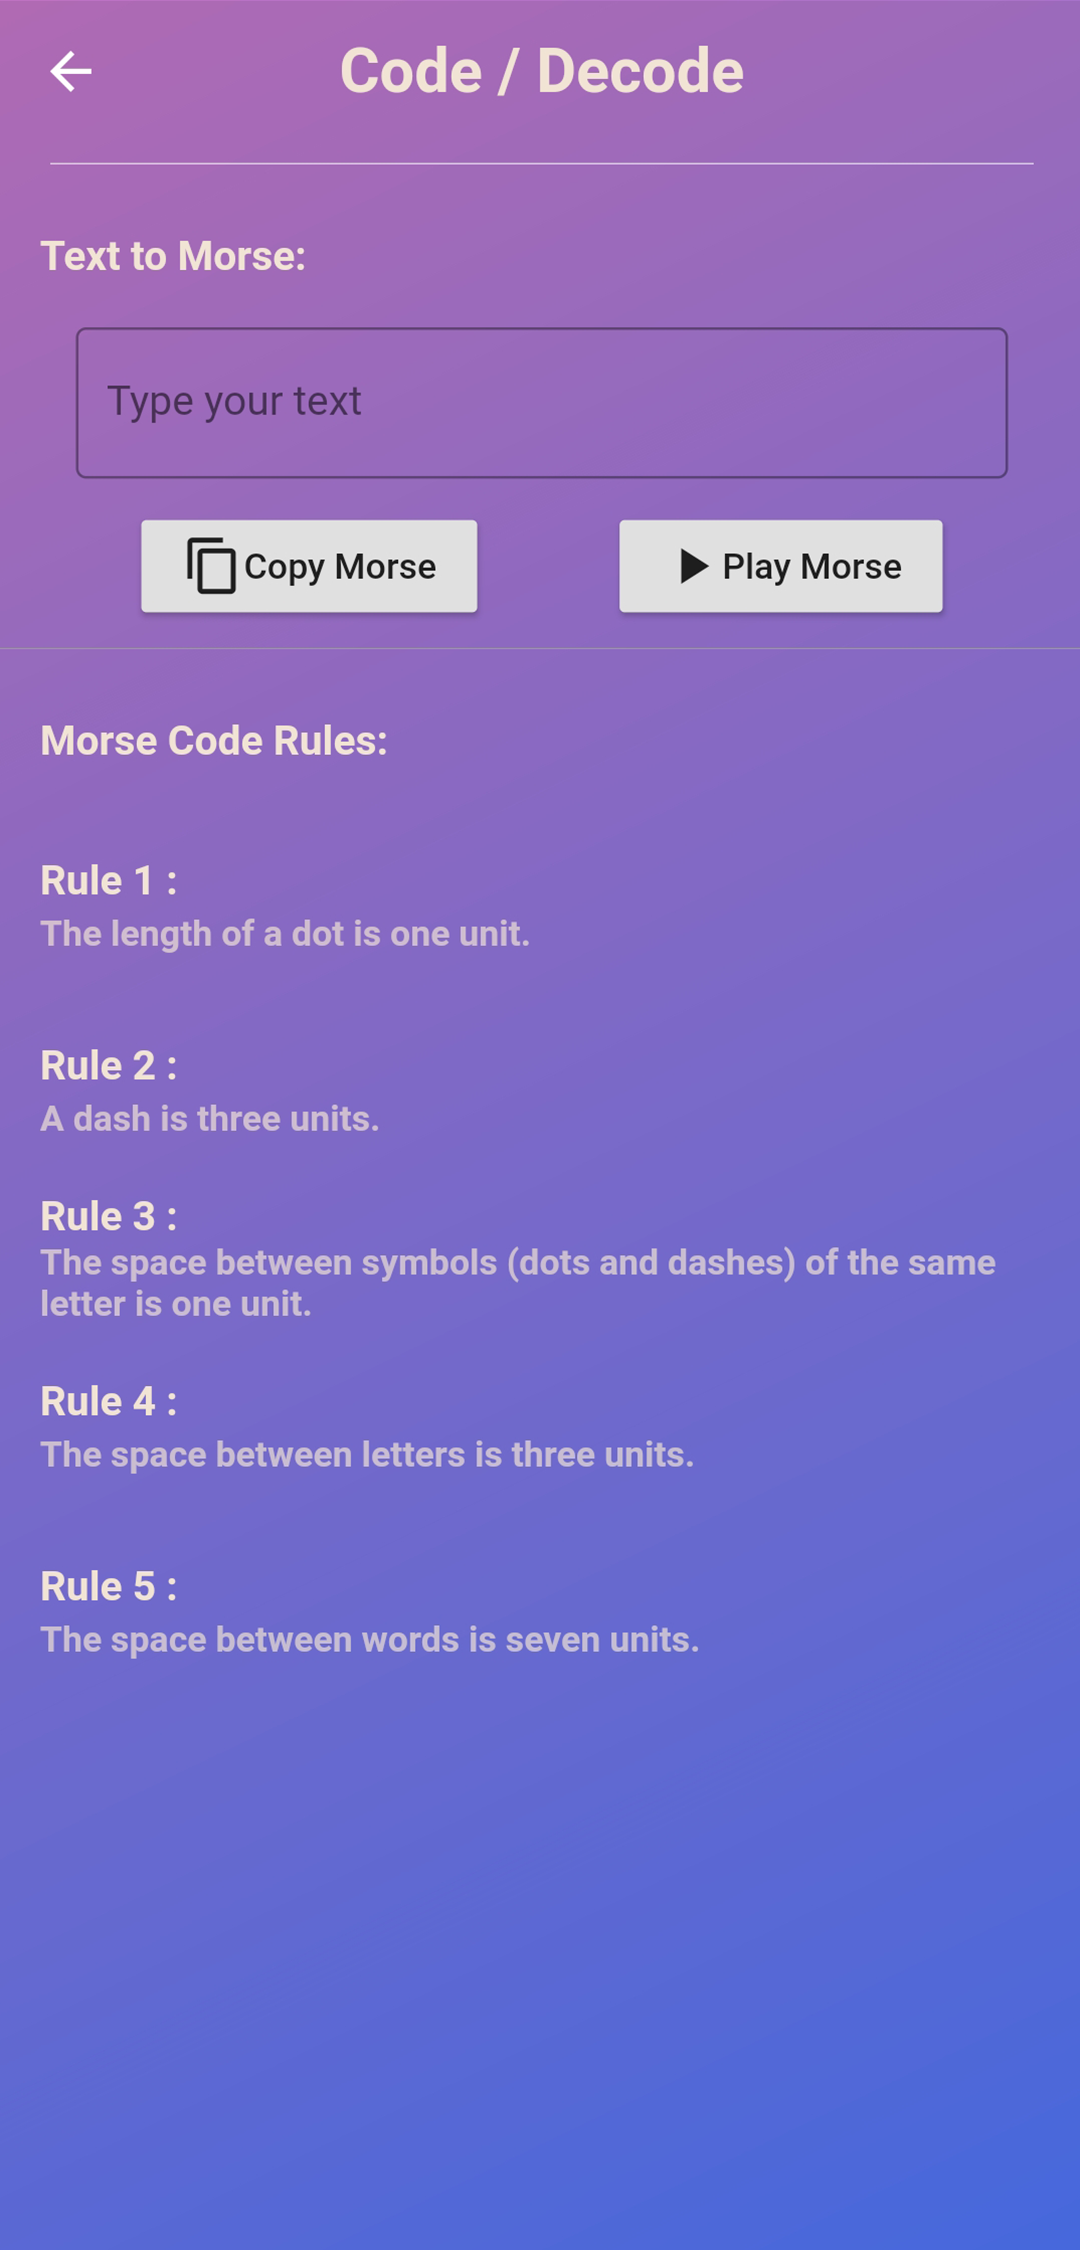 Code / Decode
Text to Morse:
Type your text
Copy Morse
Play Morse
Morse Code Rules:
Rule 1 :
The length of a dot is one unit.
Rule 2 :
A dash is three units.
Rule 3 :
The space between symbols (dots and dashes) of the same
letter is one unit.
Rule 4 :
The space between letters is three units.
Rule 5 :
The space between words is seven units.